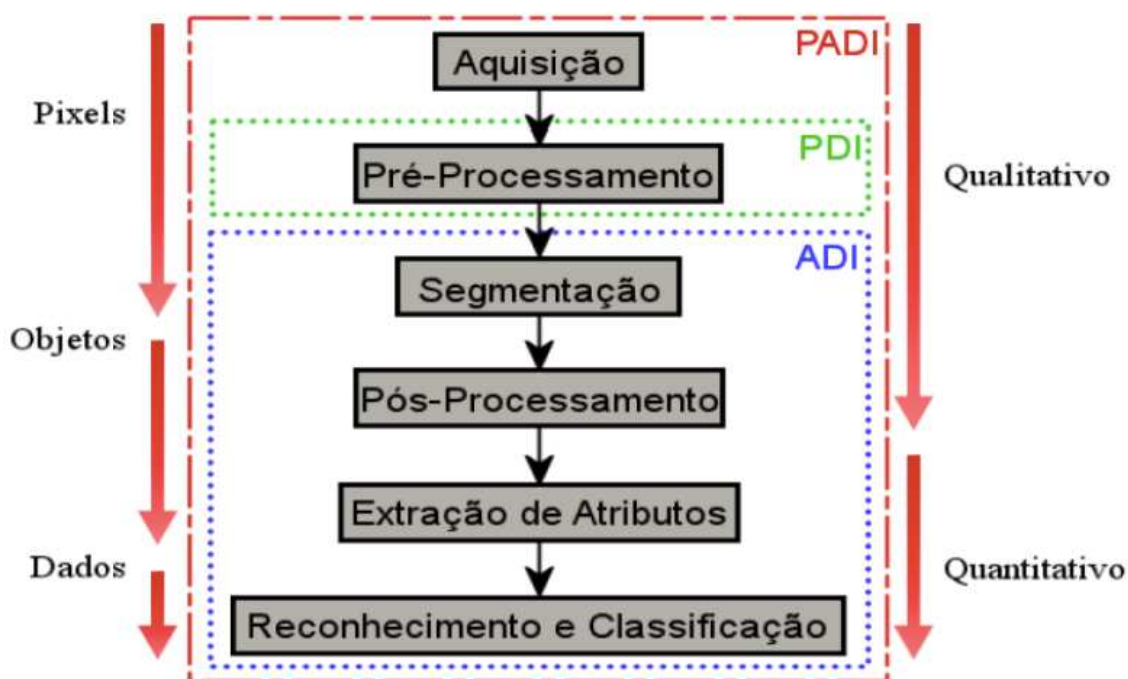 PADI
Aquisição
Pixels
PDI
Pré-Processamento
Qualitativo
ADI
Segmentação
Objetos
Pós-Processamento
Extração de Atributos
Dados
Quantitativo
Reconhecimento e Classificação